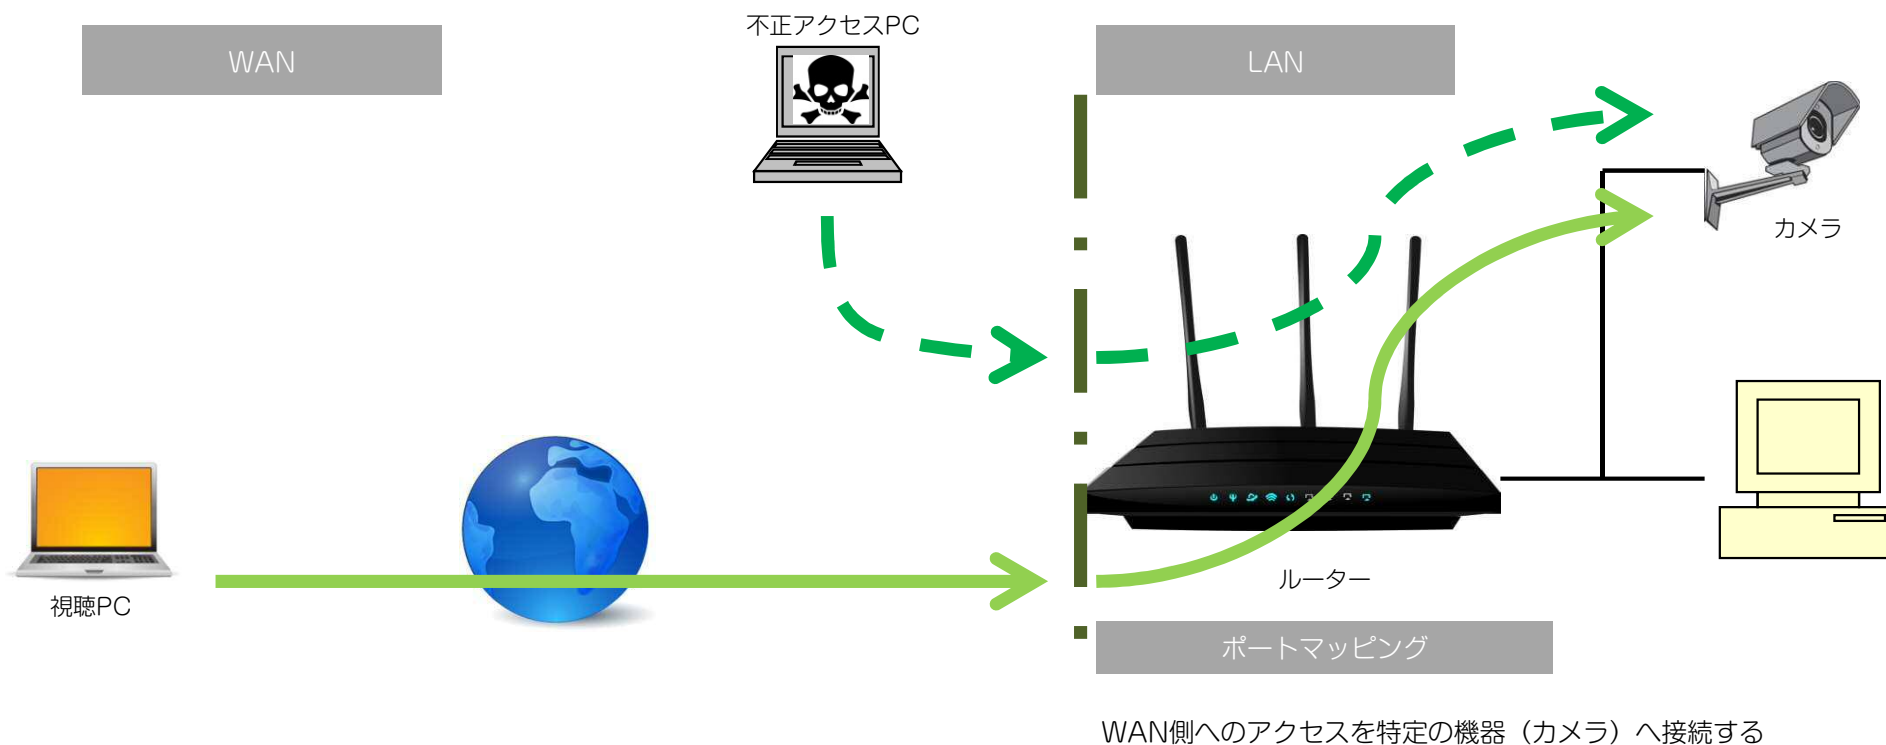 不正アクセスPC
WAN
LAN
カメラ
視聴PC
ルーター
ポートマッピング
WAN側へのアクセスを特定の機器（カメラ）へ接続する